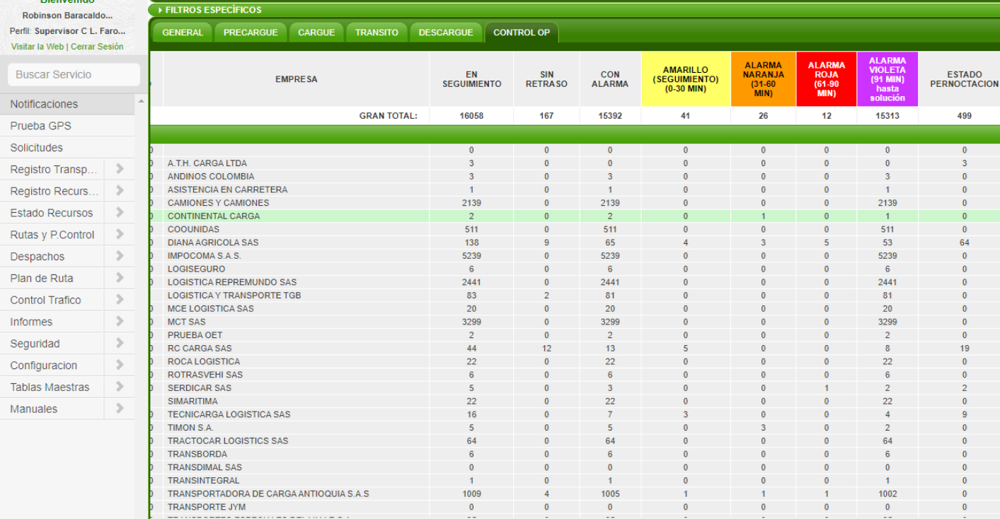 Bienvenido
Robinson Baracaldo...
Perfil: Supervisor C L. Faro...
Visitar la Web | Cerrar Sesión
Buscar Servicio
Notificaciones
Prueba GPS
Solicitudes
Registro Transp...
Registro Recurs...
Estado Recursos
Rutas y P.Control
Despachos
Plan de Ruta
Control Trafico
Informes
Seguridad
Configuracion
Tablas Maestras
Manuales
FILTROS ESPECÍFICOS
GENERAL PRECARGUE CARGUE TRANSITO DESCARGUE CONTROL OP
EMPRESA
EN
SEGUIMIENTO
SIN
RETRASO
CON
ALARMA
AMARILLO
(SEGUIMIENTO)
(0-30 MIN)
ALARMA
NARANJA
(31-60
MIN)
ALARMA
ROJA
(61-90
MIN)
ALARMA
VIOLETA
(91 MIN)
hasta
solución
ESTADO
PERNOCTACION
GRAN TOTAL: 16058 167 15392 41 26 12 15313 499
0 0 0 0 0 0 0 0
A.T.H. CARGA LTDA 3 0 0 0 0 0 0 3
ANDINOS COLOMBIA 3 0 3 0 0 0 3 0
ASISTENCIA EN CARRETERA 1 0 1 0 0 0 1 0
CAMIONES Y CAMIONES 2139 0 2139 0 0 0 2139 0
CONTINENTAL CARGA 2 0 2 0 1 0 1 0
COOUNIDAS 511 0 511 0 0 0 511 0
DIANA AGRICOLA SAS 138 9 65 4 3 5 53 64
IMPOCOMA S.A.S. 5239 0 5239 0 0 0 5239 0
LOGISEGURO 6 0 6 0 0 0 6 0
LOGISTICA REPREMUNDO SAS 2441 0 2441 0 0 0 2441 0
LOGISTICA Y TRANSPORTE TGB 83 2 81 0 0 0 81 0
MCE LOGISTICA SAS 20 0 20 0 0 0 20 0
MCT SAS 3299 0 3299 0 0 0 3299 0
PRUEBA OET 2 0 2 0 0 0 2 0
RC CARGA SAS 44 12 13 5 0 0 8 19
ROCA LOGISTICA 22 0 22 0 0 0 22 0
ROTRASVEHI SAS 6 0 6 0 0 0 6 0
SERDICAR SAS 5 0 3 0 0 1 2 2
SIMARITIMA 22 0 22 0 0 0 22 0
TECNICARGA LOGISTICA SAS 16 0 7 3 0 0 4 9
TIMON S.A. 5 0 5 0 3 0 2 0
TRACTOCAR LOGISTICS SAS 64 0 64 0 0 0 64 0
TRANSBORDA 6 0 6 0 0 0 6 0
TRANSDIMAL SAS 0 0 0 0 0 0 0 0
TRANSINTEGRAL 1 0 1 0 0 0 1 0
TRANSPORTADORA DE CARGA ANTIOQUIA S.A.S 1009 4 1005 1 1 1 1002 0
TRANSPORTE JYM 0 0 0 0 0 0 0 0